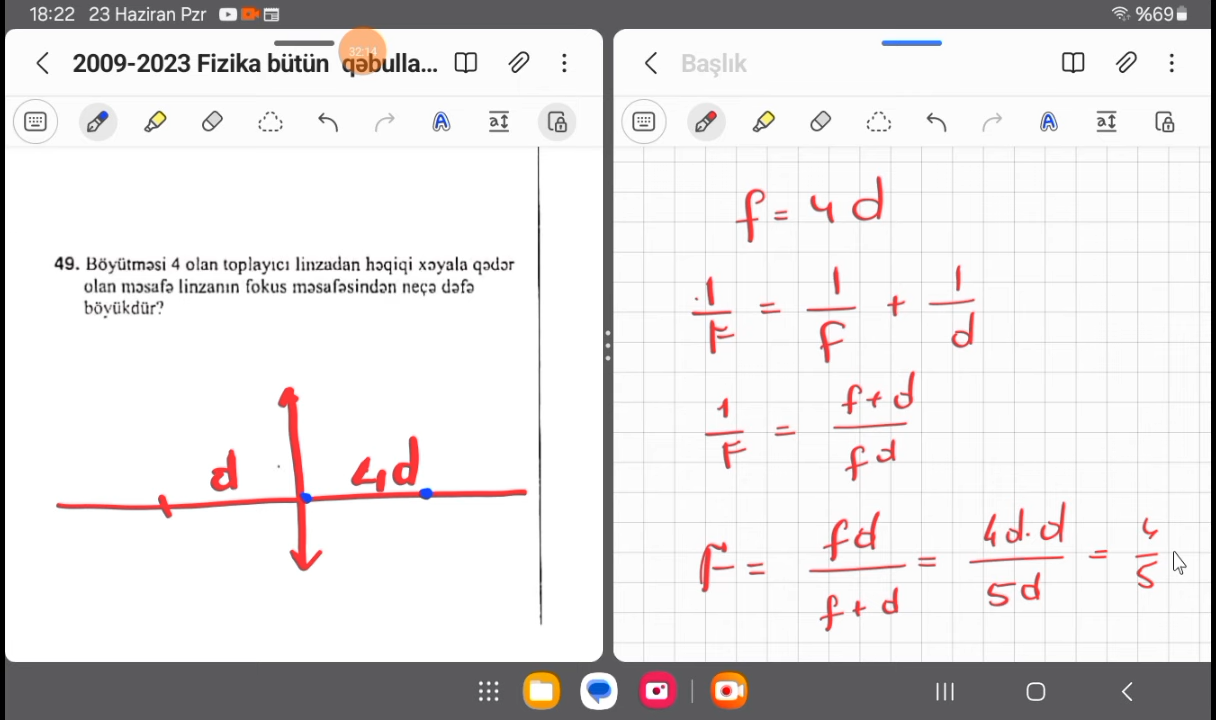 18:22 23 Haziran Pzr %69
32:14
2009-2023 Fizika bütün qəbulla...
49. Böyütməsi 4 olan toplayıcı linzadan həqiqi xəyala qədər
olan məsafə linzanın fokus məsafəsindən neçə dəfə
böyükdür?
d 4d
Başlık
f = 4d
1/F = 1/f + 1/d
1/F = f+d/fd
F = fd/f+d = 4d.d/5d = 4/5